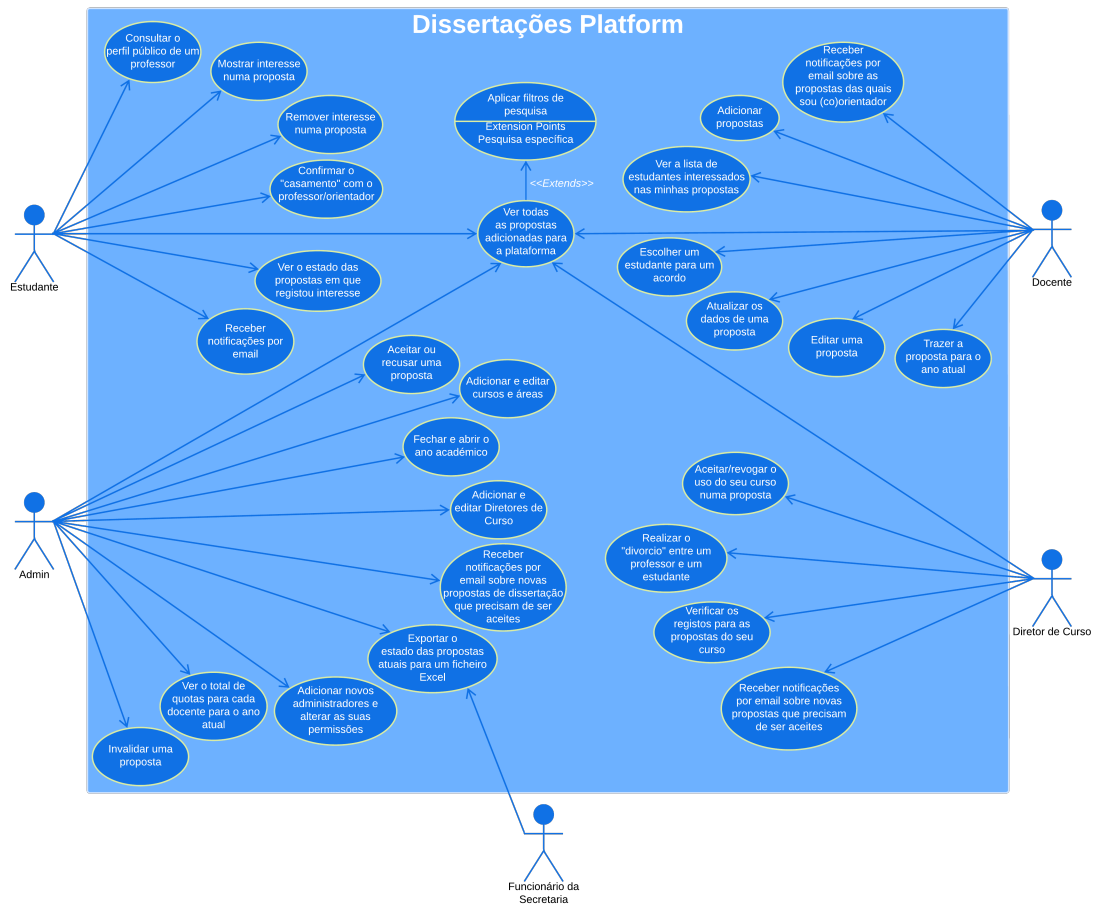 Dissertações Platform
Consultar o
perfil público de um
professor
Mostrar interesse
numa proposta
Remover interesse
numa proposta
Confirmar o
"casamento" com o
professor/orientador
Ver o estado das
propostas em que
registou interesse
Receber
notificações por
email
Estudante
Aplicar filtros de
pesquisa
Extension Points
Pesquisa específica
<<Extends>>
Ver todas
as propostas
adicionadas para
a plataforma
Receber
notificações por
email sobre as
propostas das quais
sou (co)orientador
Adicionar
propostas
Ver a lista de
estudantes interessados
nas minhas propostas
Escolher um
estudante para um
acordo
Atualizar os
dados de uma
proposta
Editar uma
proposta
Trazer a
proposta para o
ano atual
Docente
Aceitar ou
recusar uma
proposta
Adicionar e editar
cursos e áreas
Fechar e abrir o
ano académico
Adicionar e
editar Diretores de
Curso
Receber
notificações por
email sobre novas
propostas de dissertação
que precisam de ser
aceites
Exportar o
estado das propostas
atuais para um ficheiro
Excel
Adicionar novos
administradores e
alterar as suas
permissões
Ver o total de
quotas para cada
docente para o ano
atual
Invalidar uma
proposta
Admin
Aceitar/revogar o
uso do seu curso
numa proposta
Realizar o
"divorcio" entre um
professor e um
estudante
Verificar os
registos para as
propostas do seu
curso
Receber notificações
por email sobre novas
propostas que precisam
de ser aceites
Diretor de Curso
Funcionário da
Secretaria